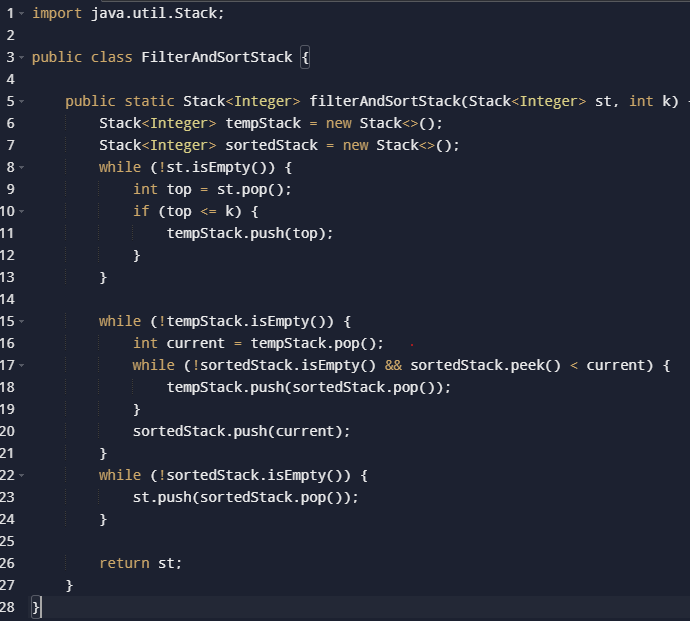 1 import java.util.Stack;
2
3 public class FilterAndSortStack {
4
5     public static Stack<Integer> filterAndSortStack(Stack<Integer> st, int k)
6         Stack<Integer> tempStack = new Stack<>();
7         Stack<Integer> sortedStack = new Stack<>();
8         while (!st.isEmpty()) {
9             int top = st.pop();
10             if (top <= k) {
11                 tempStack.push(top);
12             }
13         }
14
15         while (!tempStack.isEmpty()) {
16             int current = tempStack.pop();
17             while (!sortedStack.isEmpty() && sortedStack.peek() < current) {
18                 tempStack.push(sortedStack.pop());
19             }
20             sortedStack.push(current);
21         }
22         while (!sortedStack.isEmpty()) {
23             st.push(sortedStack.pop());
24         }
25
26         return st;
27     }
28 }